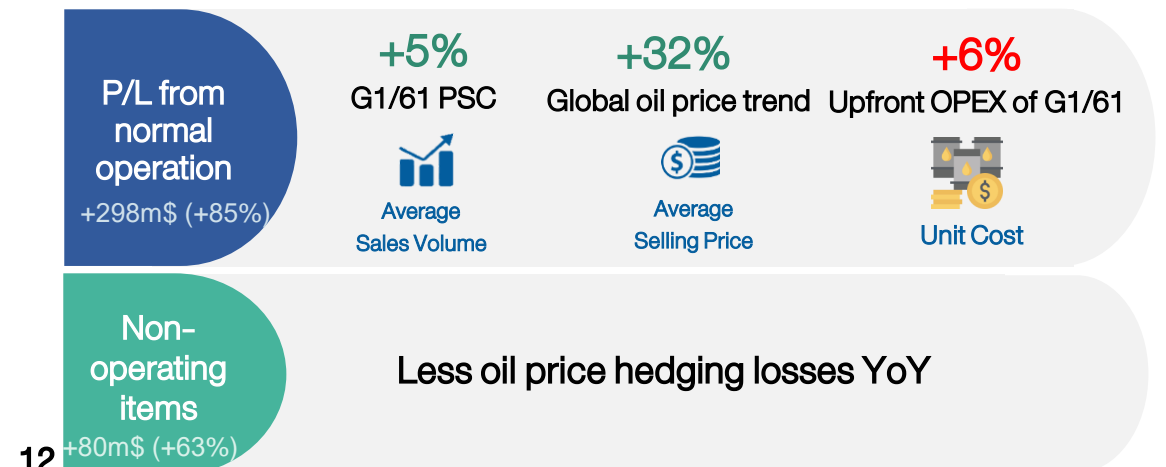 P/L from
normal
operation
+298m$ (+85%)
+5%
G1/61 PSC
Average
Sales Volume
+32%
Global oil price trend
Average
Selling Price
+6%
Upfront OPEX of G1/61
Unit Cost
Non-
operating
items
+80m$ (+63%)
Less oil price hedging losses YoY
12